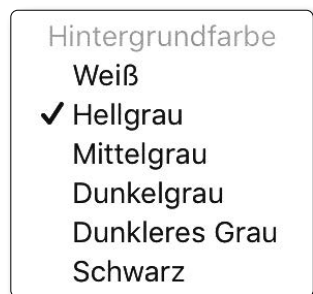 Hintergrundfarbe
Weiß
✓ Hellgrau
Mittelgrau
Dunkelgrau
Dunkleres Grau
Schwarz